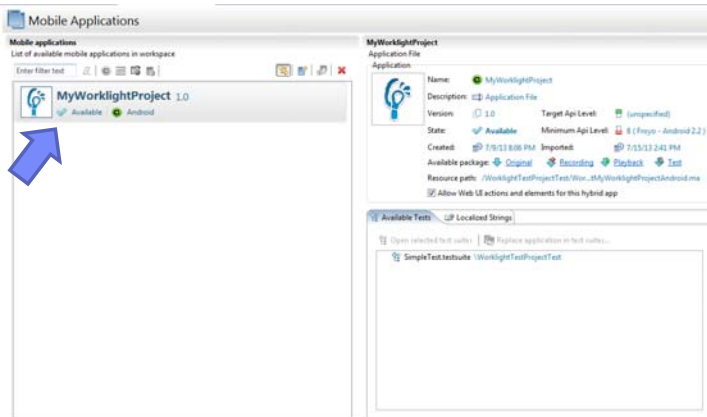 Mobile Applications
Mobile applications
List of available mobile applications in workspace
Enter filter text
MyWorklightProject 1.0
Available Android
MyWorklightProject
Application File
Application
Name: MyWorklightProject
Description: Application File
Version: 1.0 Target Api Level: (unspecified)
State: Available Minimum Api Level: 8 ( Froyo - Android 2.2 )
Created: 7/9/13 8:06 PM Imported: 7/15/13 2:41 PM
Available package: Original Recording Playback Test
Resource path: /WorklightTestProjectTest/Wor...tMyWorklightProjectAndroid.ma
Allow Web UI actions and elements for this hybrid app
Available Tests Localized Strings
Open selected test suites Replace application in test suites...
SimpleTest.testsuite \WorklightTestProjectTest